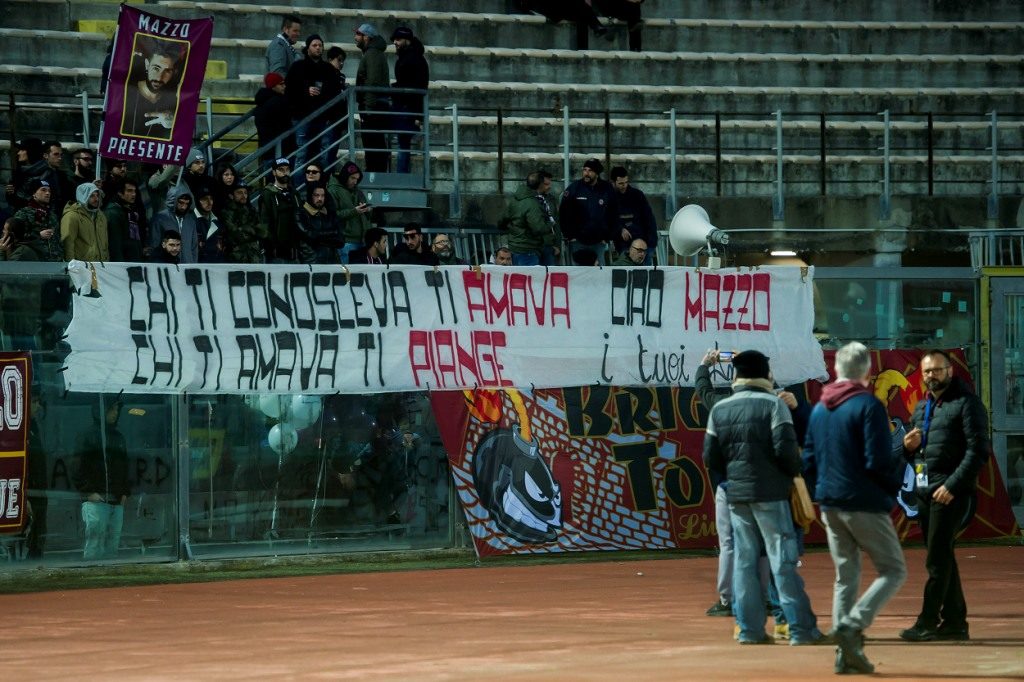 MAZZO
PRESENTE
CHI TI CONOSCEVA TI AMAVA CIAO MAZZO
CHI TI AMAVA TI PIANGE i tuoi
BRIG
TO